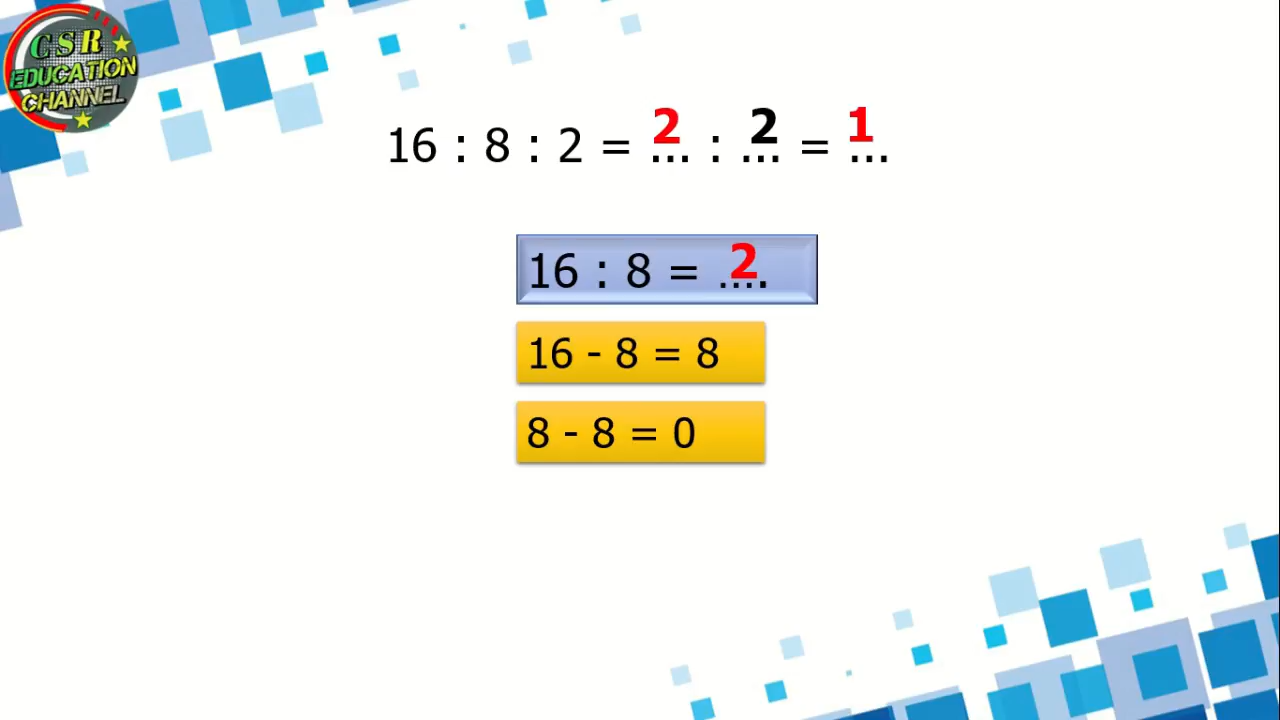 CSR
EDUCATION
CHANNEL
16 : 8 : 2 = 2 : 2 = 1
16 : 8 = 2
16 - 8 = 8
8 - 8 = 0